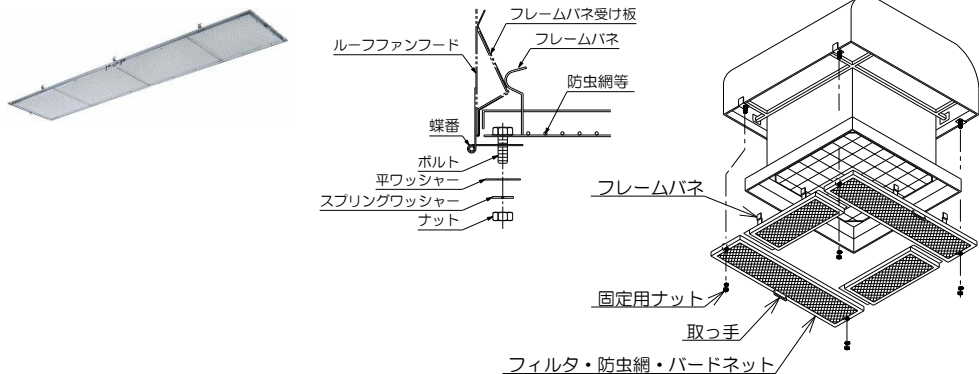 フレームバネ受け板
ルーフファンフード
フレームバネ
防虫網等
蝶番
ボルト
平ワッシャー
スプリングワッシャー
ナット
フレームバネ
固定用ナット
取っ手
フィルタ・防虫網・バードネット